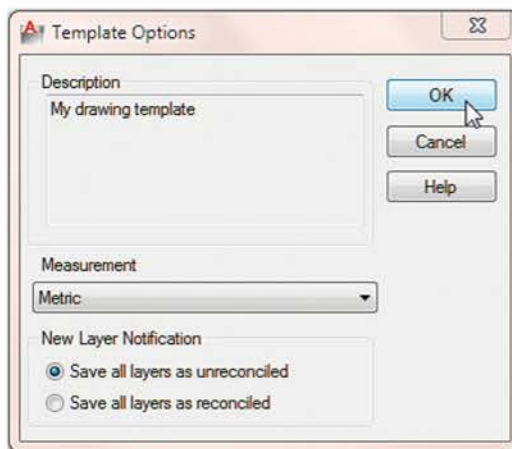 Template Options
Description
My drawing template
OK
Cancel
Help
Measurement
Metric
New Layer Notification
Save all layers as unreconciled
Save all layers as reconciled